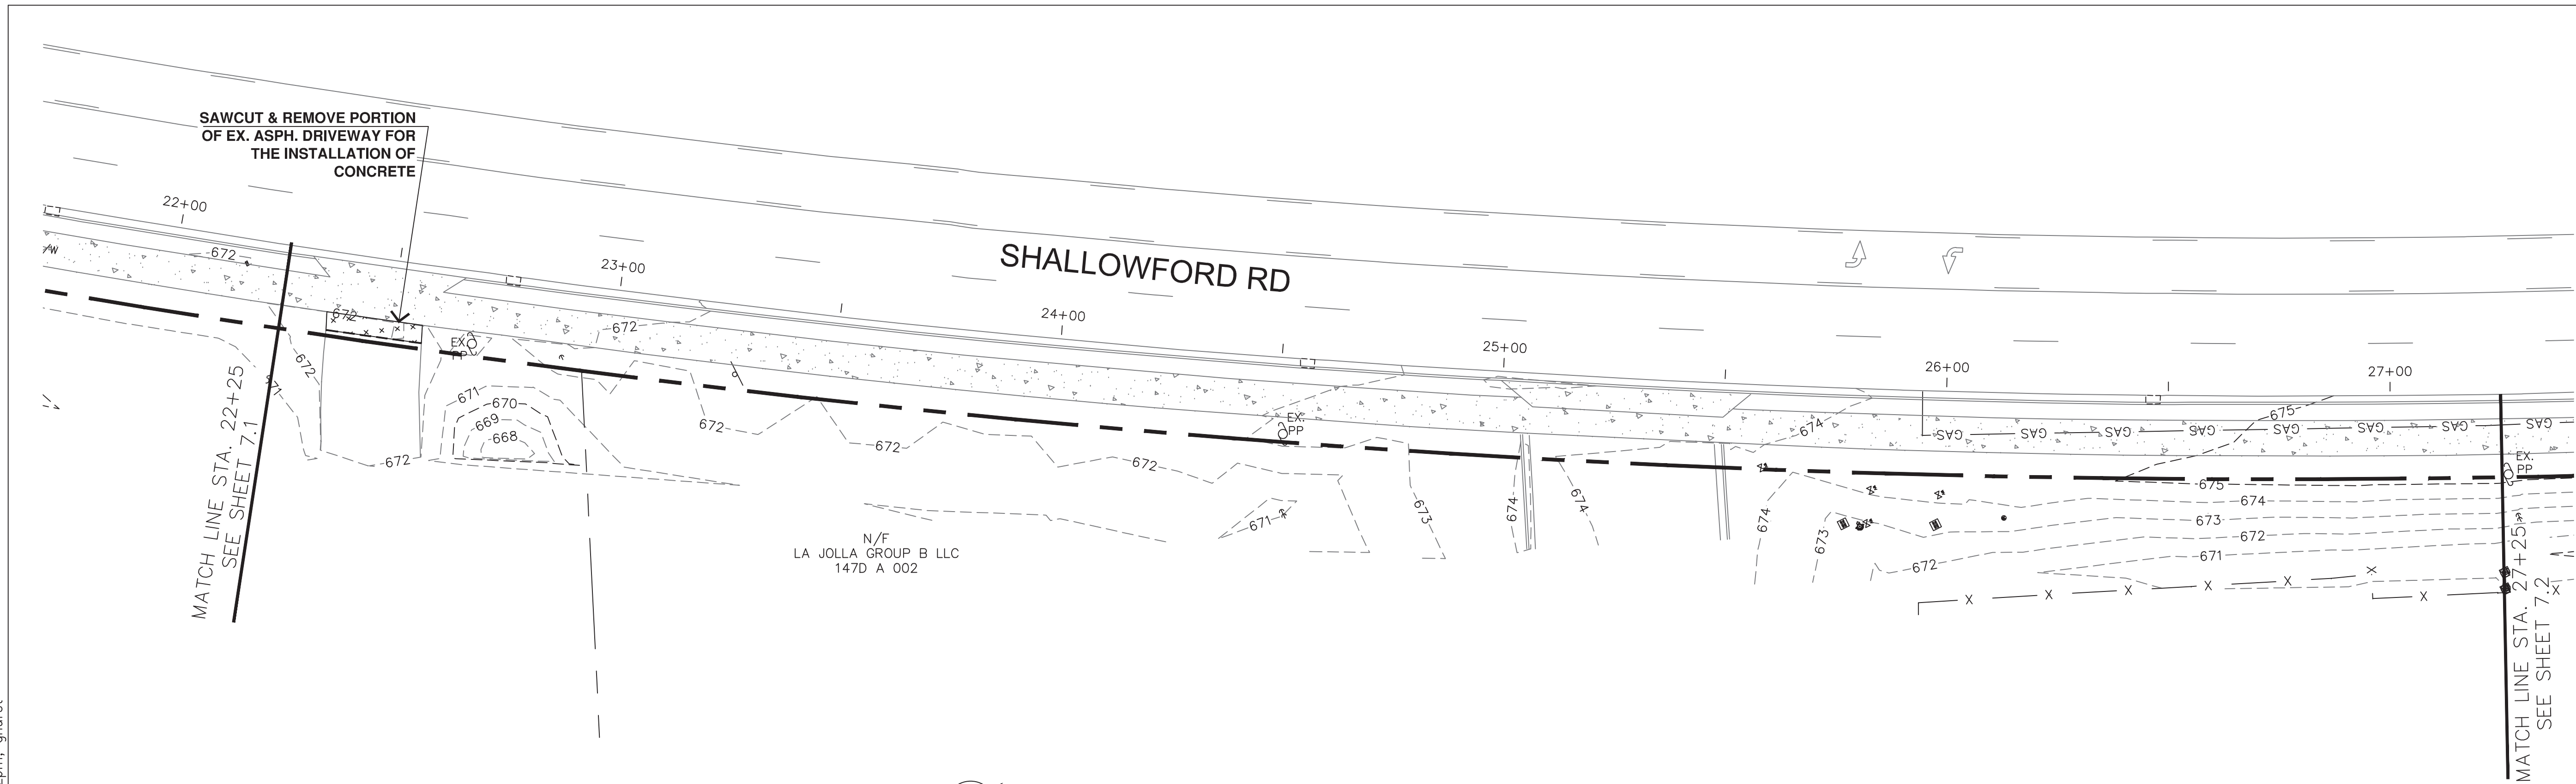 SAWCUT & REMOVE PORTION
OF EX. ASPH. DRIVEWAY FOR
THE INSTALLATION OF
CONCRETE
22+00
23+00
24+00
25+00
26+00
27+00
SHALLOWFORD RD
672
672
672
672
671
EX.
PP
671
670
669
668
672
672
672
672
EX.
PP
671
673
674
674
674
674
673
675
GAS GAS GAS GAS GAS GAS GAS GAS
675
674
673
672
671
672
EX.
PP
X X X X X X X X
N/F
LA JOLLA GROUP B LLC
147D A 002
MATCH LINE STA. 22+25
SEE SHEET 7.1
MATCH LINE STA. 27+25
SEE SHEET 7.2